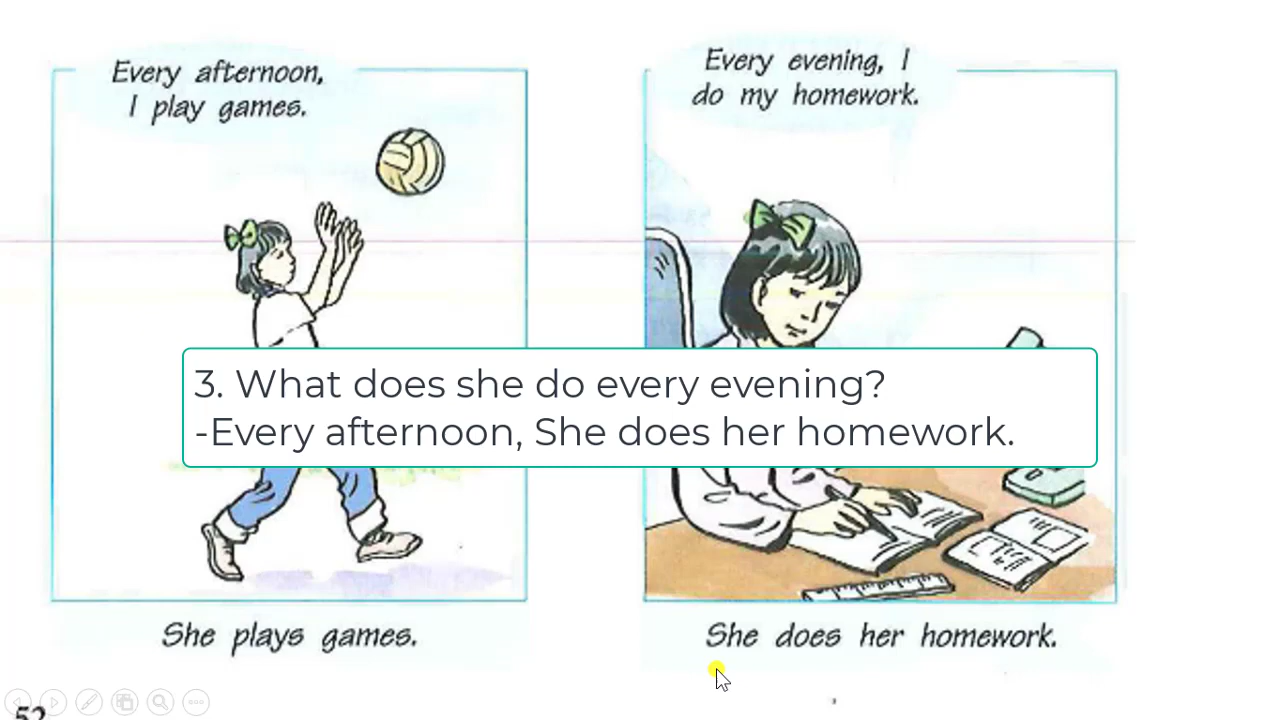 Every afternoon,
I play games.
Every evening, I
do my homework.
3. What does she do every evening?
-Every afternoon, She does her homework.
She plays games.
She does her homework.
52